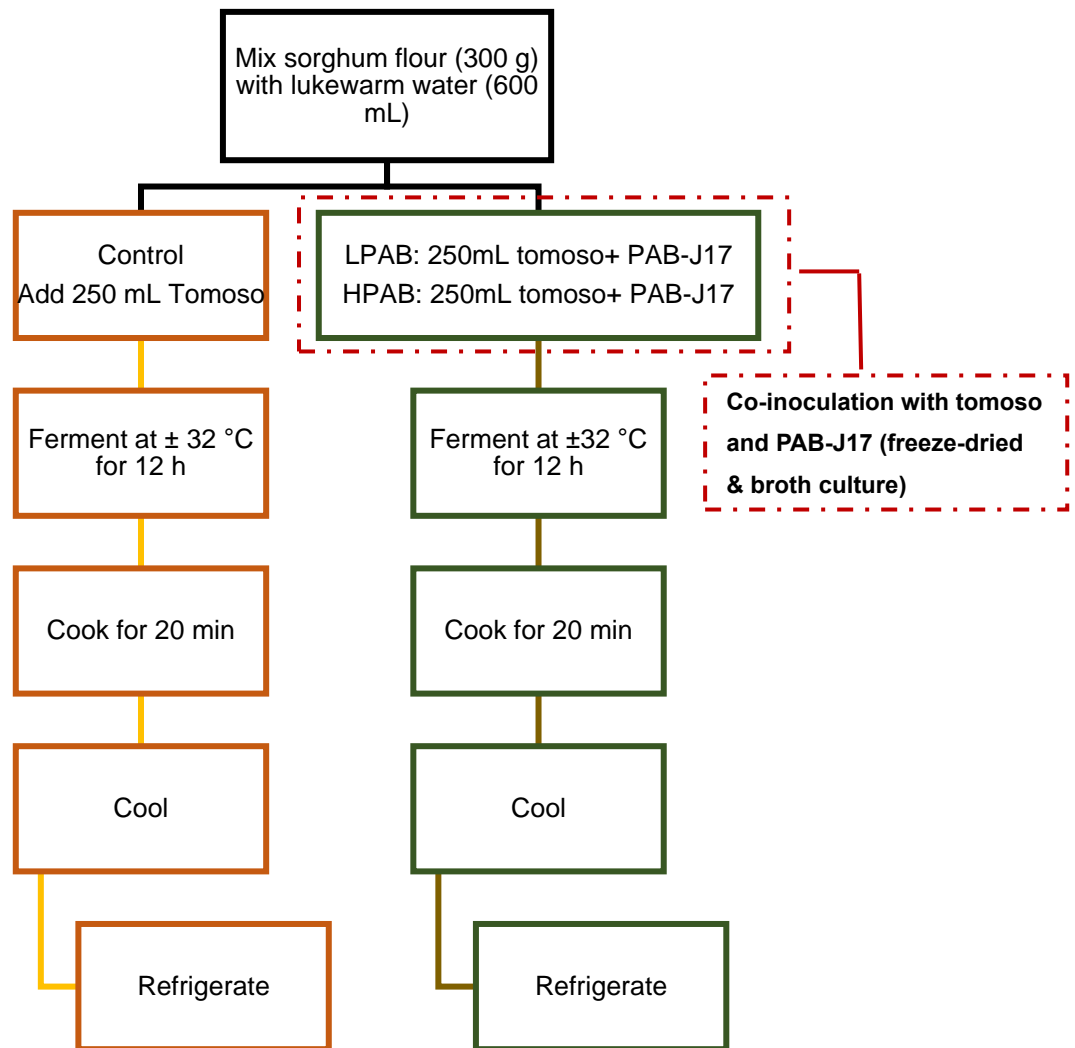 Mix sorghum flour (300 g)
with lukewarm water (600
mL)
Control
Add 250 mL Tomoso
LPAB: 250mL tomoso+ PAB-J17
HPAB: 250mL tomoso+ PAB-J17
Co-inoculation with tomoso
and PAB-J17 (freeze-dried
& broth culture)
Ferment at ± 32 °C
for 12 h
Ferment at ±32 °C
for 12 h
Cook for 20 min
Cook for 20 min
Cool
Cool
Refrigerate
Refrigerate